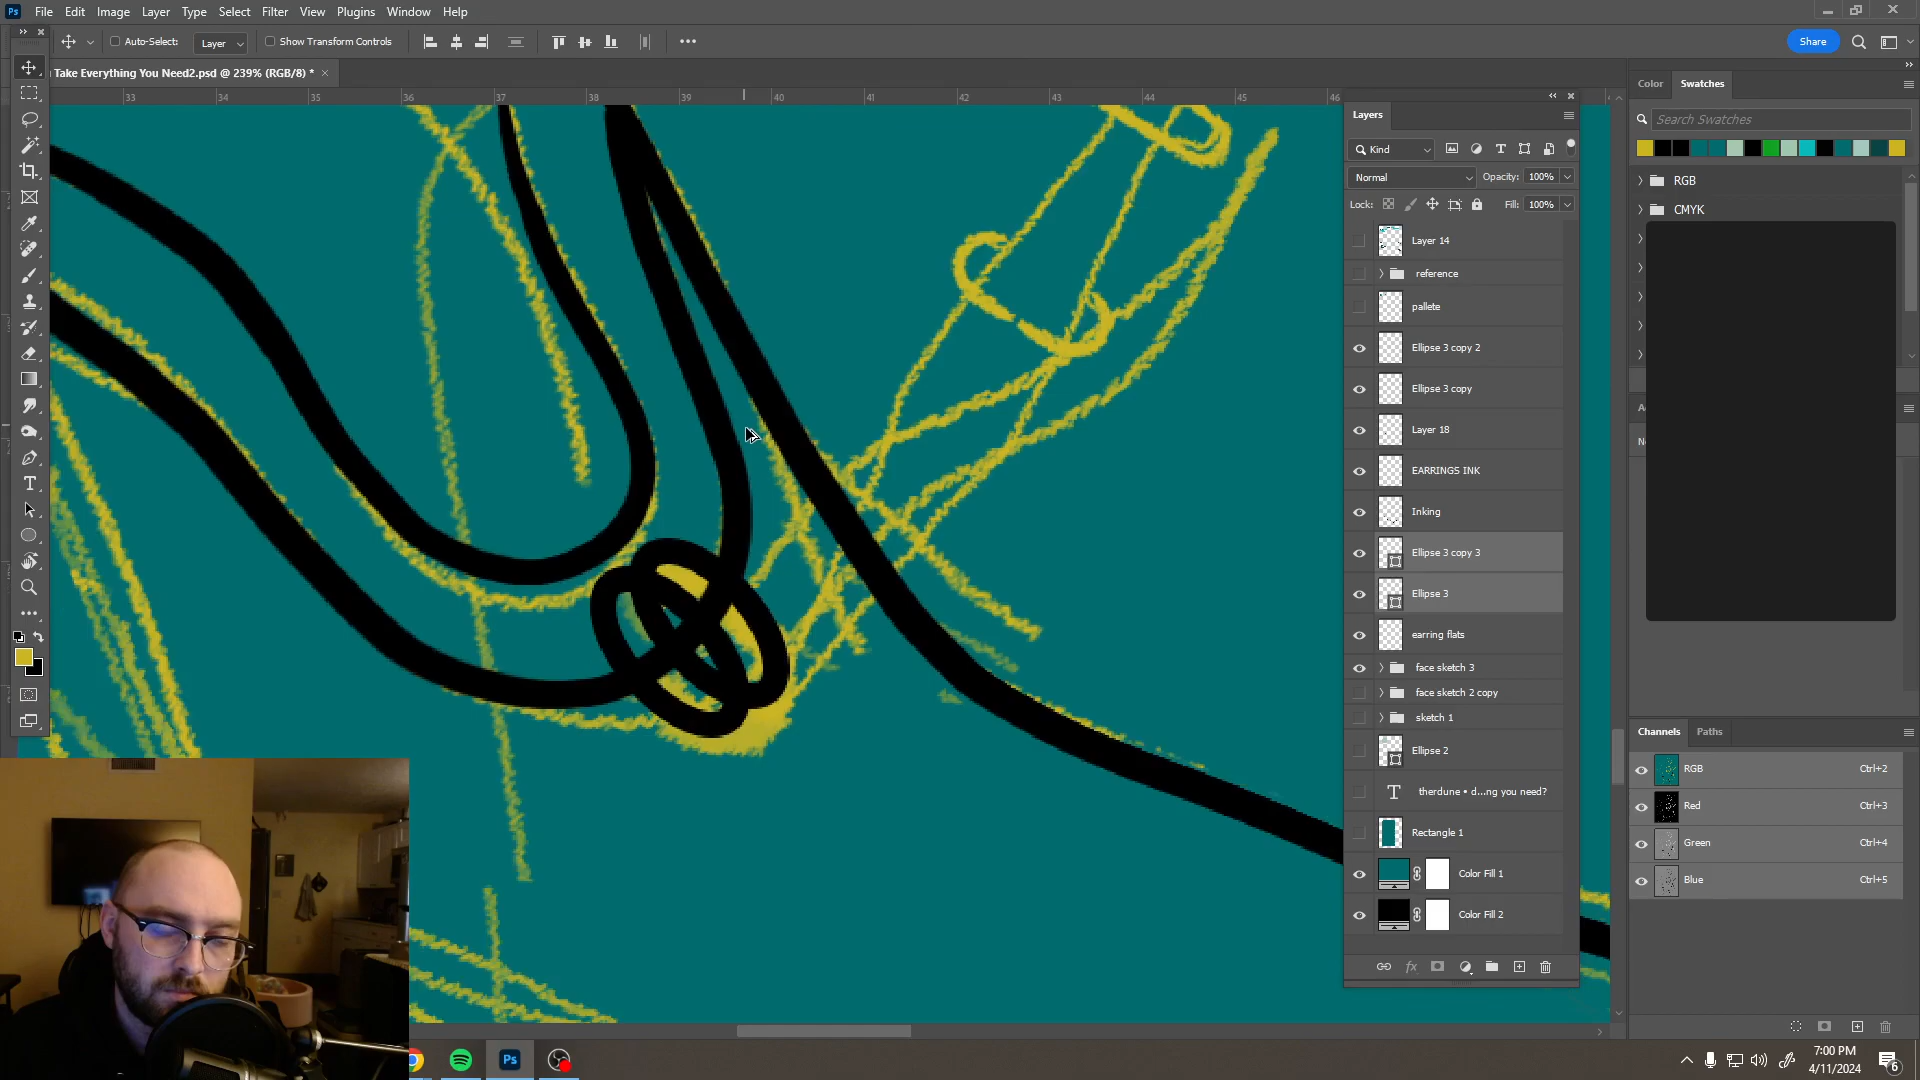 Ps File Edit Image Layer Type Select Filter View Plugins Window Help
Auto-Select: Layer Show Transform Controls Share
Take Everything You Need2.psd @ 239% (RGB/8) *
33 34 35 36 37 38 39 40 41 42 43 44 45 46
Layers
Kind
Normal Opacity: 100%
Lock: Fill: 100%
Layer 14
reference
pallete
Ellipse 3 copy 2
Ellipse 3 copy
Layer 18
EARRINGS INK
Inking
Ellipse 3 copy 3
Ellipse 3
earring flats
face sketch 3
face sketch 2 copy
sketch 1
Ellipse 2
T therdune • d...ng you need?
Rectangle 1
Color Fill 1
Color Fill 2
fx
Color Swatches
Search Swatches
RGB
CMYK
Channels Paths
RGB Ctrl+2
Red Ctrl+3
Green Ctrl+4
Blue Ctrl+5
Ps
7:00 PM
4/11/2024
6